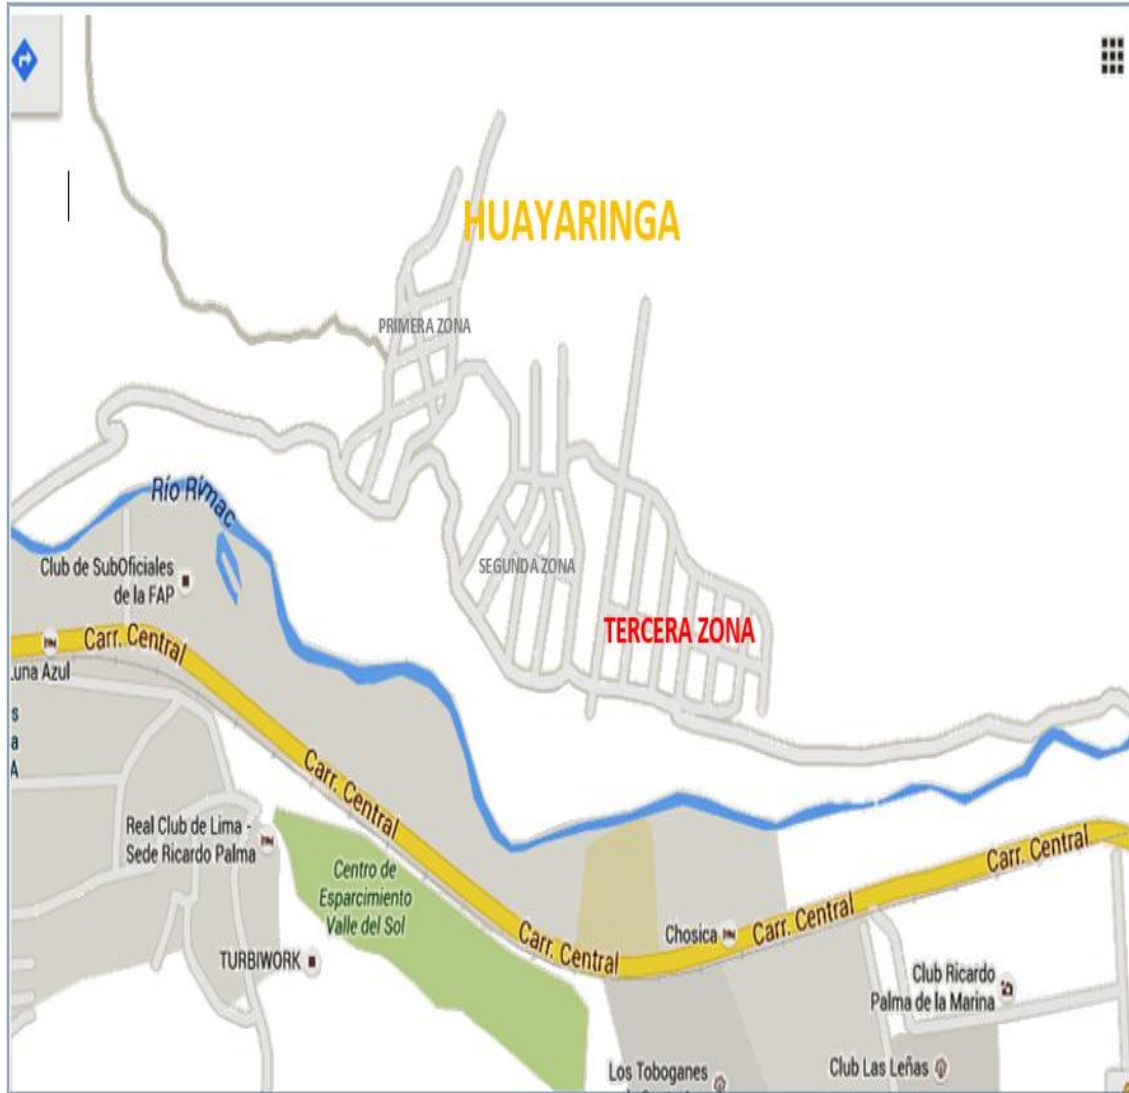 HUAYARINGA
PRIMERA ZONA
Río Rímac
SEGUNDA ZONA
Club de SubOficiales
de la FAP
TERCERA ZONA
Carr. Central
Luna Azul
s
a
A
Carr. Central
Real Club de Lima -
Sede Ricardo Palma
Centro de
Esparcimiento
Valle del Sol
Carr. Central
Carr. Central
Carr. Central
Chosica
TURBIWORK
Club Ricardo
Palma de la Marina
Los Toboganes
Club Las Leñas